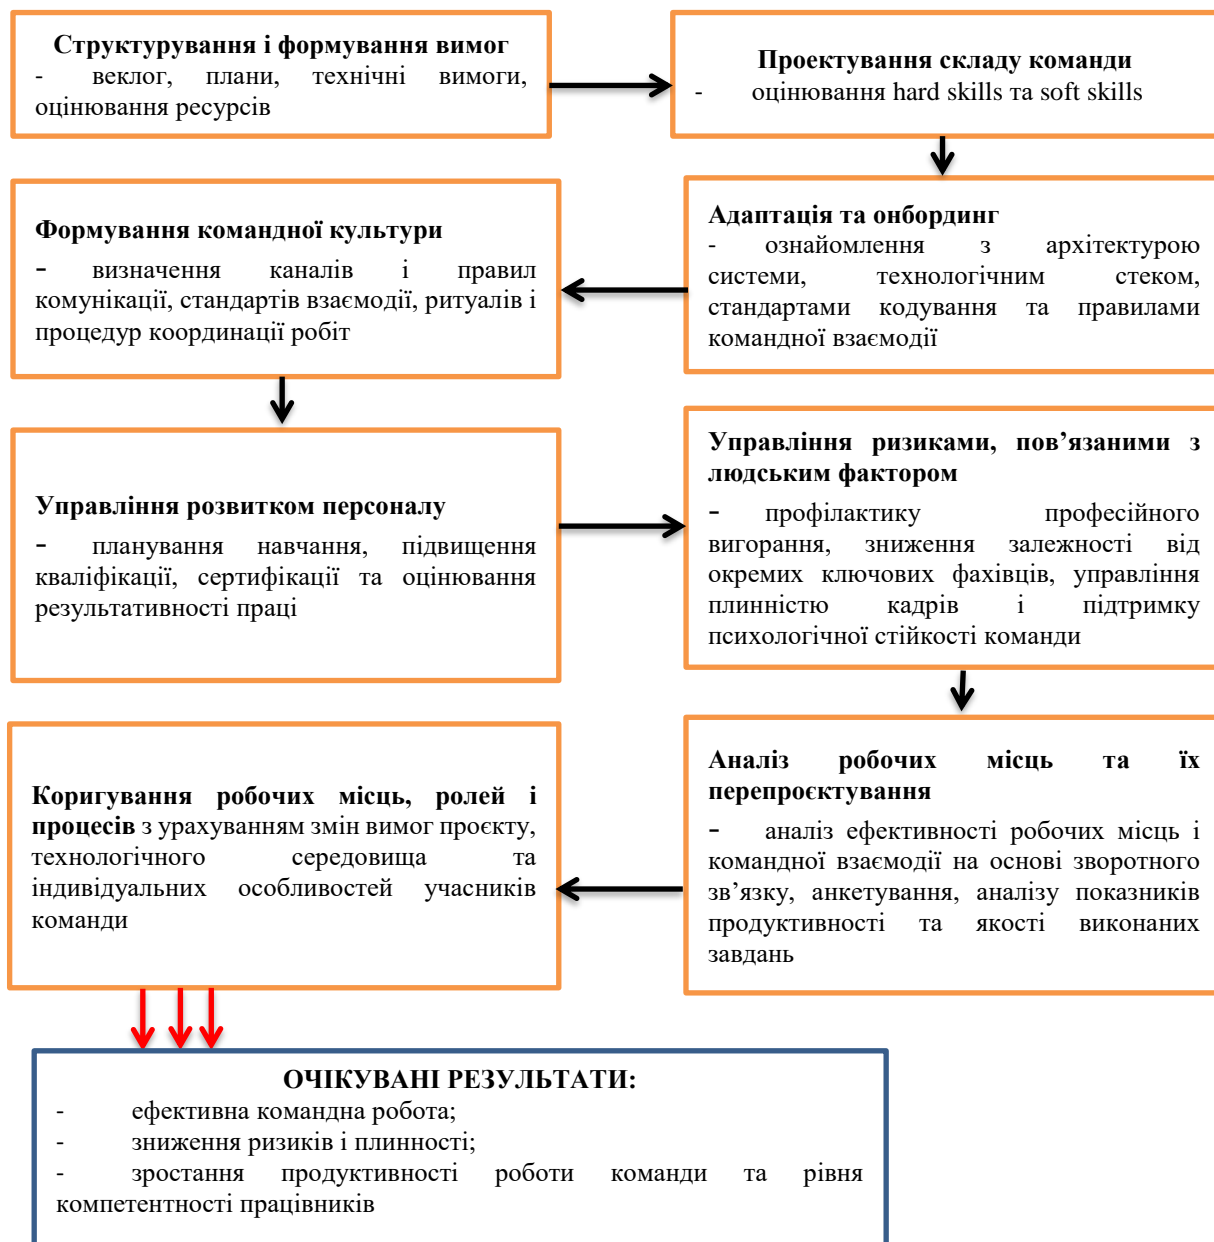 Структурування і формування вимог
- веклог, плани, технічні вимоги,
оцінювання ресурсів
Проектування складу команди
- оцінювання hard skills та soft skills
Адаптація та онбординг
- ознайомлення з архітектурою
системи, технологічним стеком,
стандартами кодування та правилами
командної взаємодії
Формування командної культури
- визначення каналів і правил
комунікації, стандартів взаємодії, ритуалів і
процедур координації робіт
Управління розвитком персоналу
- планування навчання, підвищення
кваліфікації, сертифікації та оцінювання
результативності праці
Управління ризиками, пов’язаними з
людським фактором
- профілактику професійного
вигорання, зниження залежності від
окремих ключових фахівців, управління
плинністю кадрів і підтримку
психологічної стійкості команди
Аналіз робочих місць та їх
перепроєктування
- аналіз ефективності робочих місць і
командної взаємодії на основі зворотного
зв’язку, анкетування, аналізу показників
продуктивності та якості виконаних
завдань
Коригування робочих місць, ролей і
процесів з урахуванням змін вимог проєкту,
технологічного середовища та
індивідуальних особливостей учасників
команди
ОЧІКУВАНІ РЕЗУЛЬТАТИ:
- ефективна командна робота;
- зниження ризиків і плинності;
- зростання продуктивності роботи команди та рівня
компетентності працівників